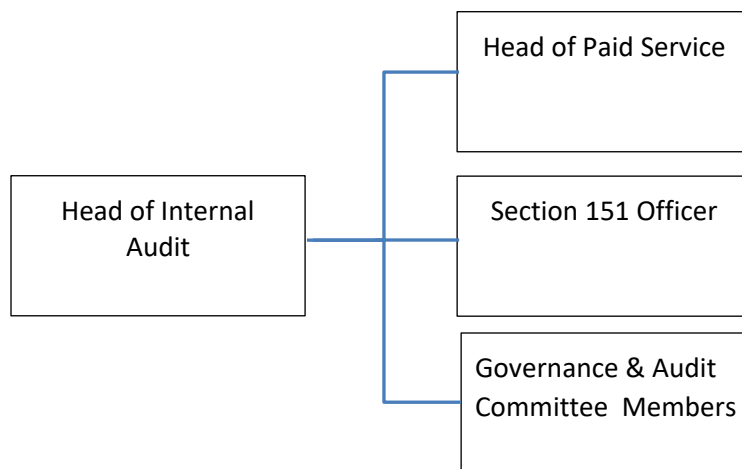 Head of Paid Service
Head of Internal
Audit
Section 151 Officer
Governance & Audit
Committee  Members